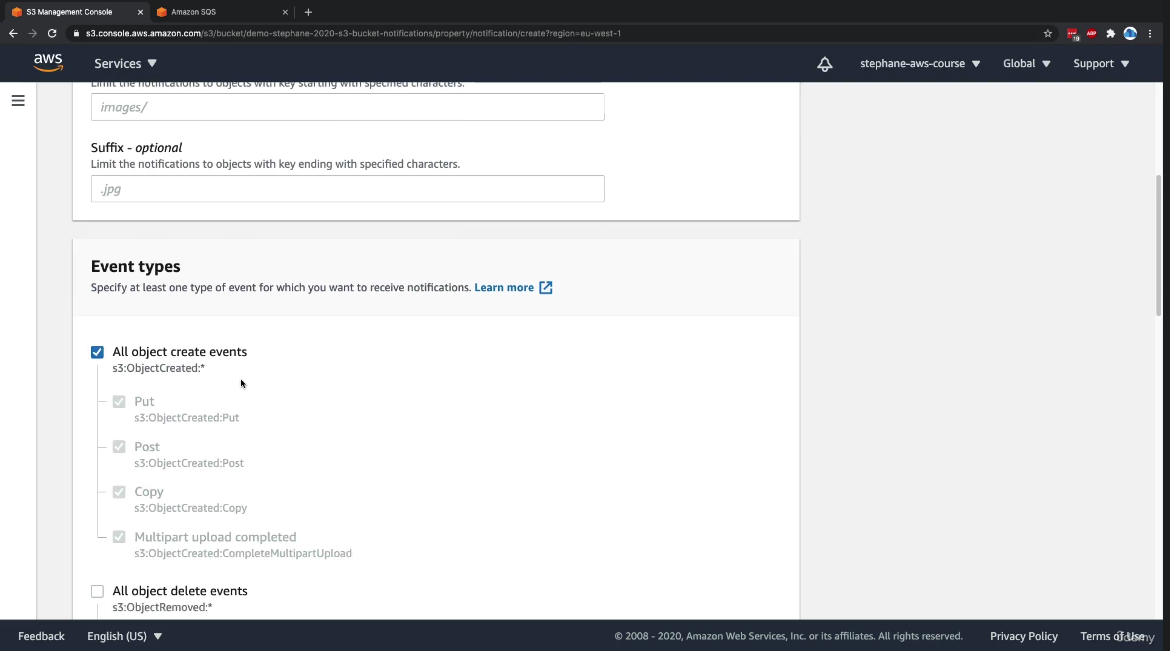 S3 Management Console
Amazon SQS
s3.console.aws.amazon.com/s3/bucket/demo-stephane-2020-s3-bucket-notifications/property/notification/create?region=eu-west-1
ABP
aws
Services
stephane-aws-course
Global
Support
Limit the notifications to objects with key starting with specified characters.
images/
Suffix - optional
Limit the notifications to objects with key ending with specified characters.
.jpg
Event types
Specify at least one type of event for which you want to receive notifications. Learn more
All object create events
s3:ObjectCreated:*
Put
s3:ObjectCreated:Put
Post
s3:ObjectCreated:Post
Copy
s3:ObjectCreated:Copy
Multipart upload completed
s3:ObjectCreated:CompleteMultipartUpload
All object delete events
s3:ObjectRemoved:*
Feedback
English (US)
© 2008 - 2020, Amazon Web Services, Inc. or its affiliates. All rights reserved.
Privacy Policy
Terms of Use
udemy